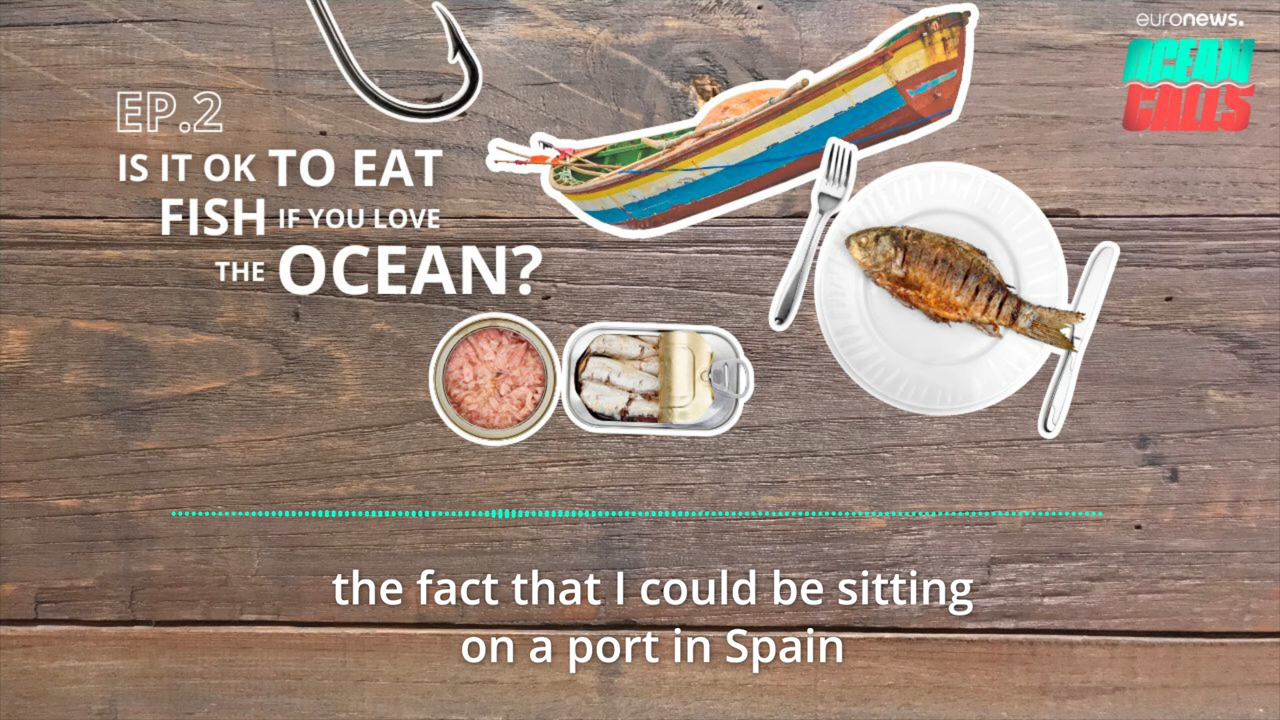 euronews.
OCEAN
CALLS
EP.2
IS IT OK TO EAT
FISH IF YOU LOVE
THE OCEAN?
the fact that I could be sitting
on a port in Spain